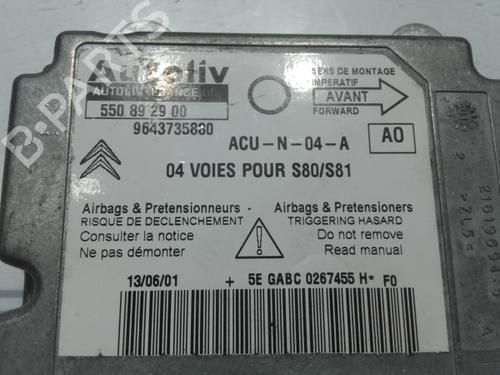 Autoliv
AUTOLIV-FRANCE
550 89 29 00
9643735880
SENS DE MONTAGE
IMPERATIF
AVANT
FORWARD
ACU-N-04-A
A0
04 VOIES POUR S80/S81
Airbags & Pretensionneurs
RISQUE DE DECLENCHEMENT
Consulter la notice
Ne pas démonter
Airbags & Pretensioners
TRIGGERING HASARD
Do not remove
Read manual
13/06/01 + 5E GABC 0267455 H* F0
B-PARTS